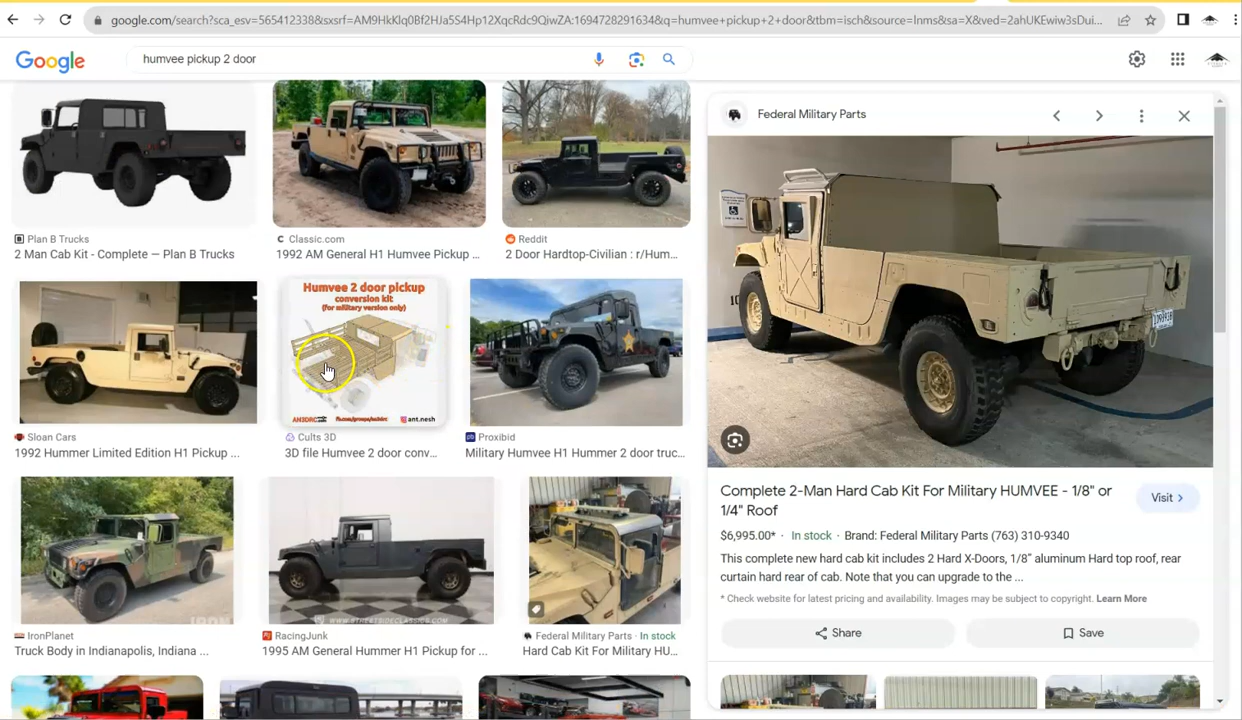 google.com/search?sca_esv=565412338&sxsrf=AM9HkKlq0Bf2HJa5S4Hp12XqcRdc9QiwZA:1694728291634&q=humvee+pickup+2+door&tbm=isch&source=lnms&sa=X&ved=2ahUKEwiw3sDui...
Google
humvee pickup 2 door
Plan B Trucks
2 Man Cab Kit - Complete — Plan B Trucks
Classic.com
1992 AM General H1 Humvee Pickup ...
Reddit
2 Door Hardtop-Civilian : r/Hum...
Sloan Cars
1992 Hummer Limited Edition H1 Pickup ...
Humvee 2 door pickup
conversion kit
(for military version only)
ant.nesh
Cults 3D
3D file Humvee 2 door conv...
Proxibid
Military Humvee H1 Hummer 2 door truc...
IronPlanet
Truck Body in Indianapolis, Indiana ...
RacingJunk
1995 AM General Hummer H1 Pickup for ...
Federal Military Parts · In stock
Hard Cab Kit For Military HU...
Federal Military Parts
Complete 2-Man Hard Cab Kit For Military HUMVEE - 1/8" or
1/4" Roof
Visit
$6,995.00* · In stock · Brand: Federal Military Parts (763) 310-9340
This complete new hard cab kit includes 2 Hard X-Doors, 1/8" aluminum Hard top roof, rear
curtain hard rear of cab. Note that you can upgrade to the ...
* Check website for latest pricing and availability. Images may be subject to copyright. Learn More
Share
Save